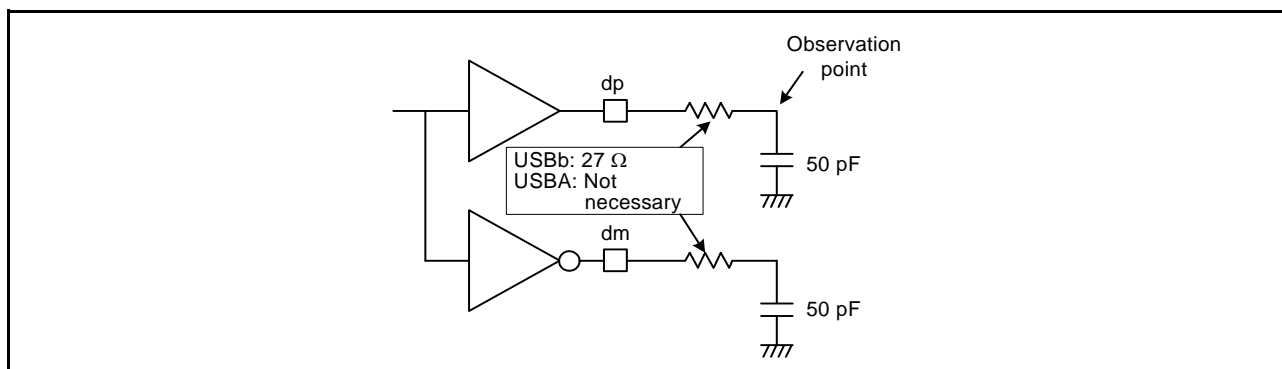 Observation
point
dp
USBb: 27 Ω
USBA: Not
necessary
50 pF
dm
50 pF